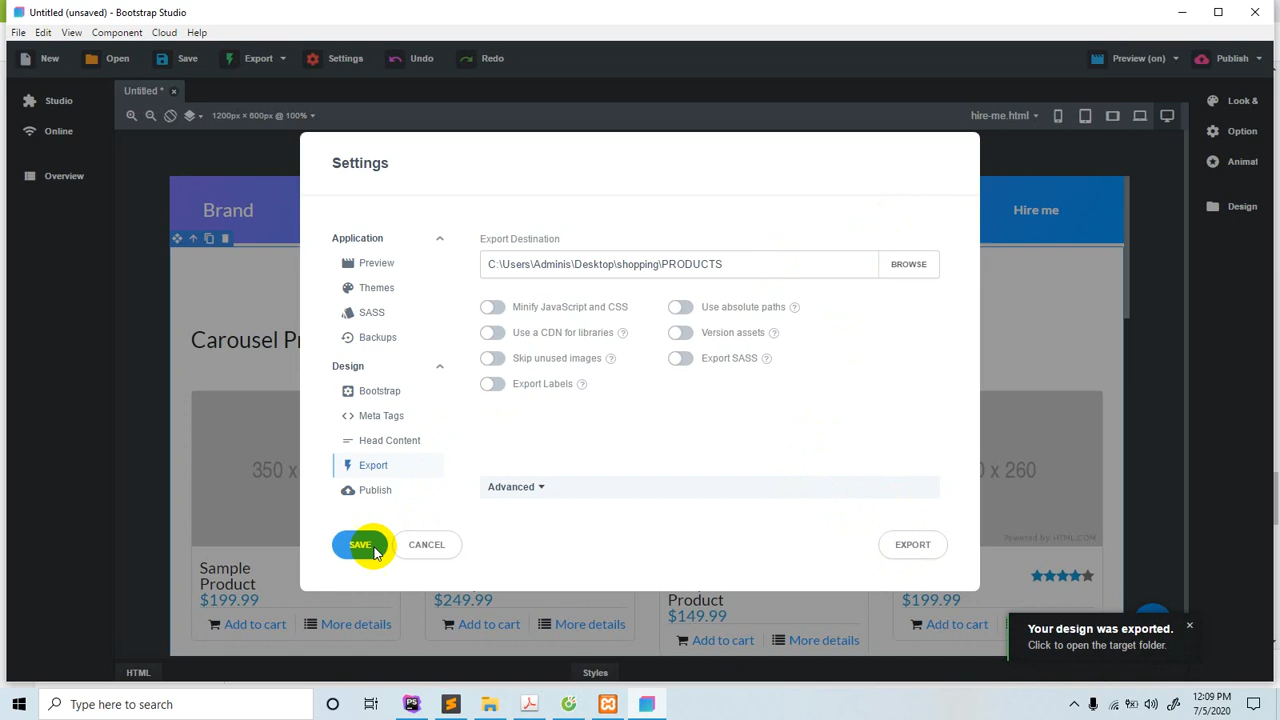 Untitled (unsaved) - Bootstrap Studio
File Edit View Component Cloud Help
New Open Save Export Settings Undo Redo Preview (on) Publish
Untitled *
Studio
Online
Overview
1200px × 600px @ 100%
hire-me.html
Look &
Option
Animat
Design
Brand
Hire me
Carousel Pr
350 x
0 x 260
Powered by HTML.COM
Settings
Application
Preview
Themes
SASS
Backups
Design
Bootstrap
Meta Tags
Head Content
Export
Publish
Export Destination
C:\Users\Adminis\Desktop\shopping\PRODUCTS
BROWSE
Minify JavaScript and CSS
Use absolute paths ?
Use a CDN for libraries ?
Version assets ?
Skip unused images ?
Export SASS ?
Export Labels ?
Advanced
SAVE CANCEL EXPORT
Sample
Product
$199.99
Add to cart More details
$249.99
Add to cart More details
Product
$149.99
Add to cart More details
$199.99
Add to cart
Your design was exported.
Click to open the target folder.
HTML
Styles
Type here to search
PS
12:09 PM
7/5/2020